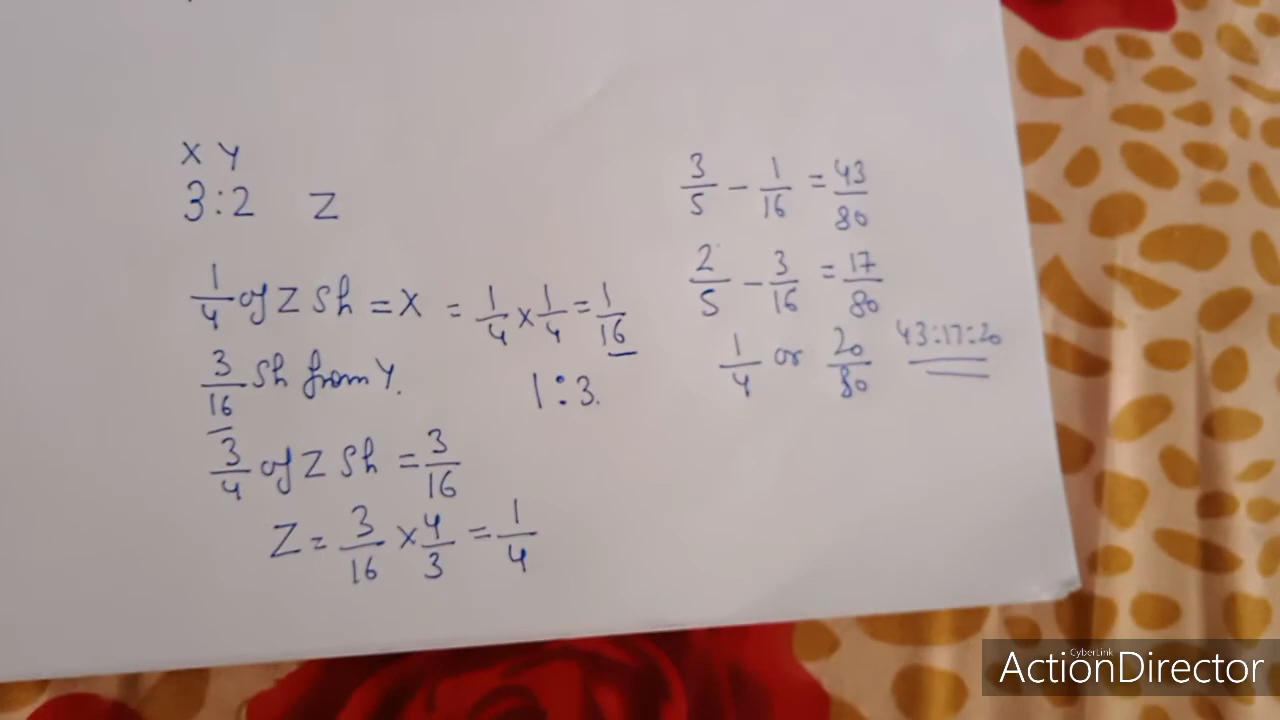 X Y
3:2 Z
1/4 of Z Sh = X = 1/4 × 1/4 = 1/16
3/16 Sh from Y. 1:3.
3/4 of Z Sh = 3/16
Z = 3/16 × 4/3 = 1/4
3/5 - 1/16 = 43/80
2/5 - 3/16 = 17/80
1/4 or 20/80 43:17:20
CyberLink
ActionDirector